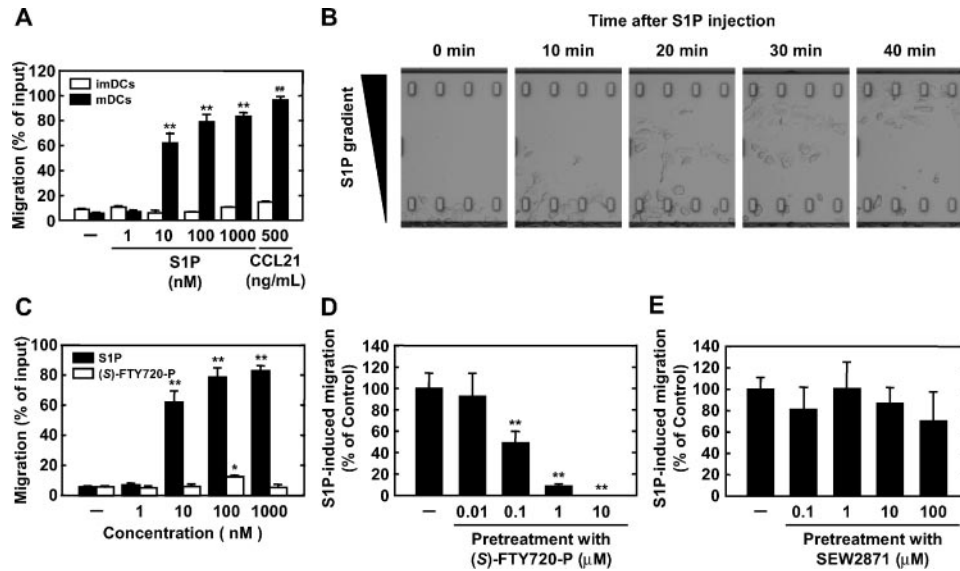 A
Migration (% of input)
120
100
80
60
40
20
0
imDCs
mDCs
** ** ** ##
— 1 10 100 1000 500
S1P CCL21
(nM) (ng/mL)
B
Time after S1P injection
0 min 10 min 20 min 30 min 40 min
S1P gradient
C
Migration (% of input)
100
80
60
40
20
0
S1P
(S)-FTY720-P
** ** **
*
— 1 10 100 1000
Concentration ( nM )
D
S1P-induced migration
(% of Control)
140
120
100
80
60
40
20
0
**
** **
— 0.01 0.1 1 10
Pretreatment with
(S)-FTY720-P (μM)
E
S1P-induced migration
(% of Control)
140
120
100
80
60
40
20
0
— 0.1 1 10 100
Pretreatment with
SEW2871 (μM)